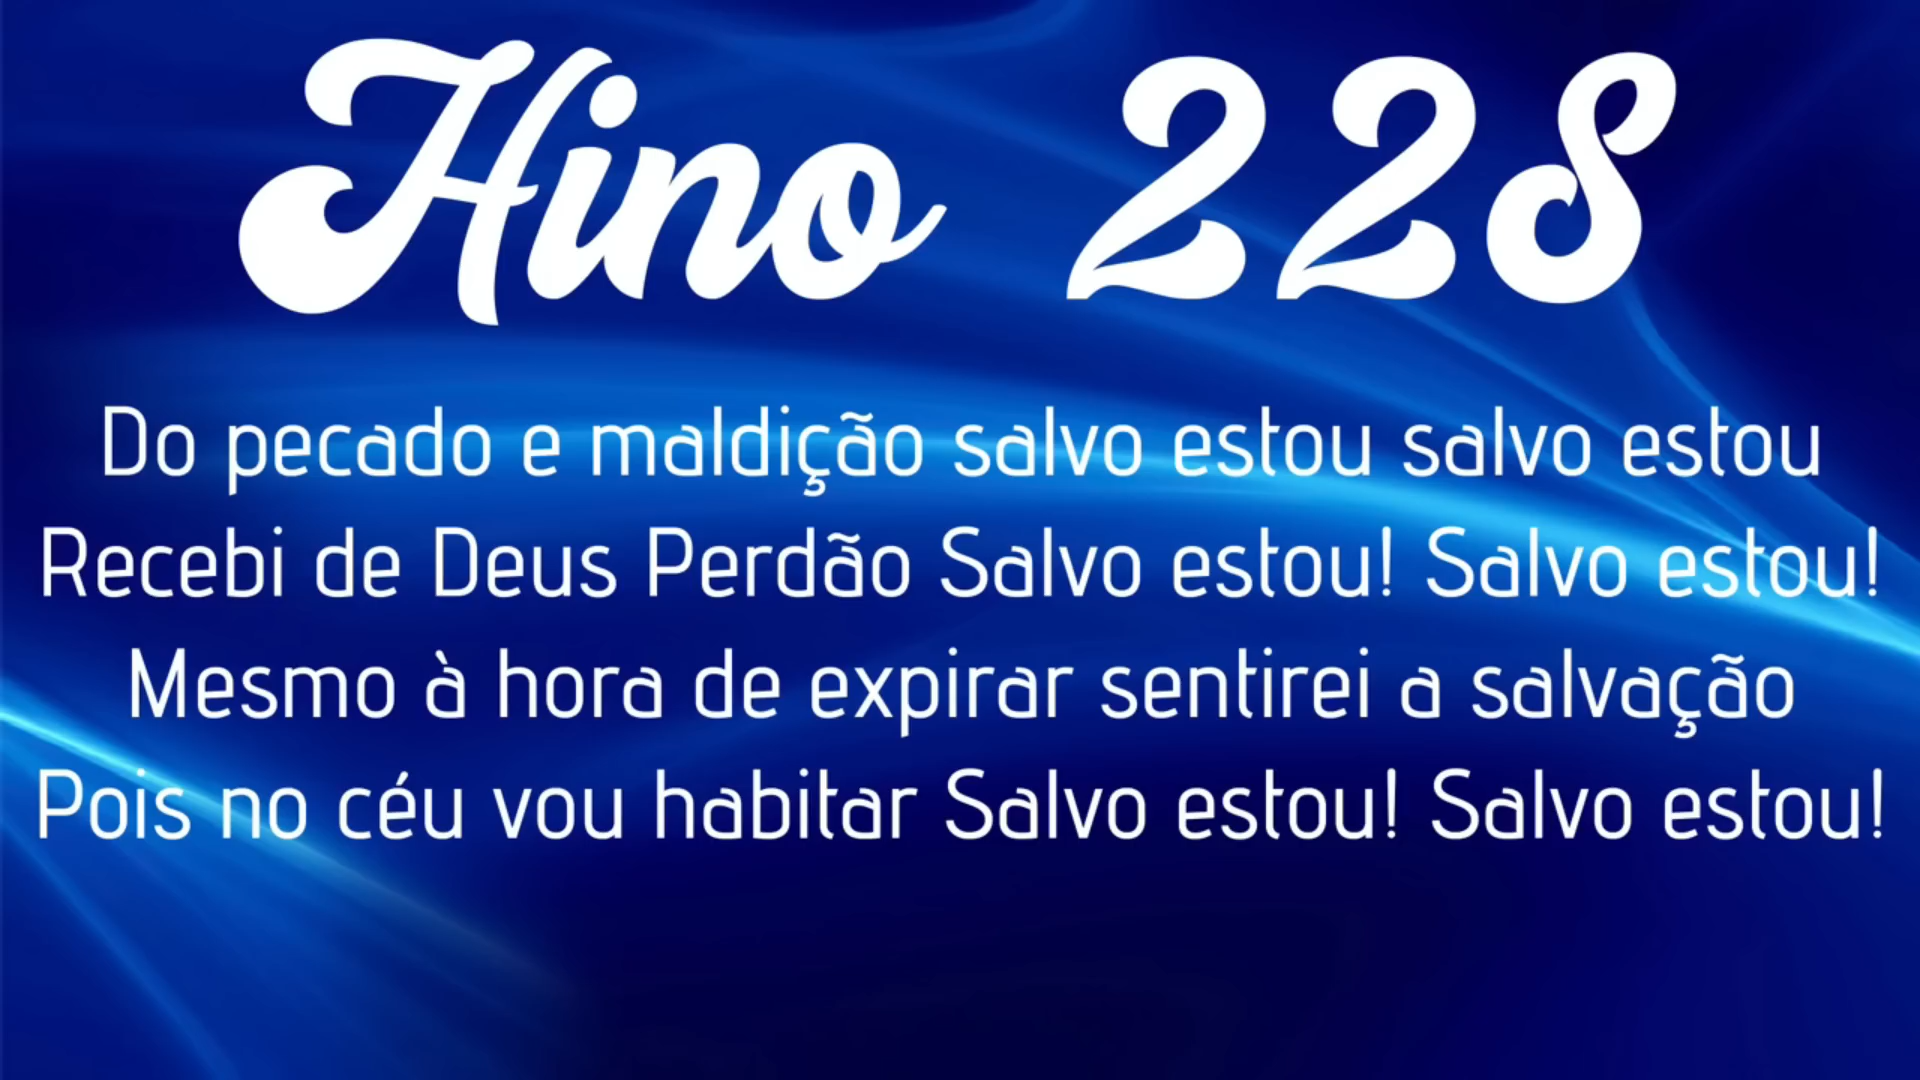 Hino 228
Do pecado e maldição salvo estou salvo estou
Recebi de Deus Perdão Salvo estou! Salvo estou!
Mesmo à hora de expirar sentirei a salvação
Pois no céu vou habitar Salvo estou! Salvo estou!